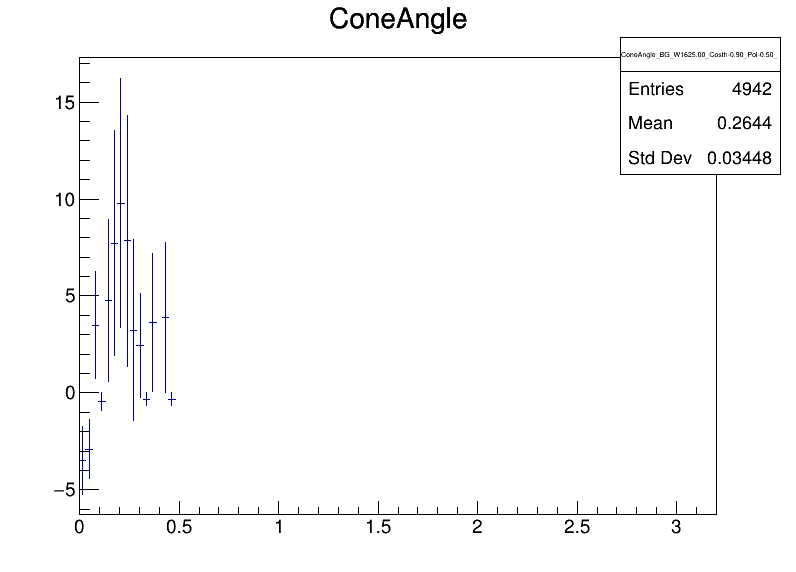 ConeAngle
ConeAngle_BG_W1625.00_Costh-0.90_Pol-0.50_
Entries 4942
Mean 0.2644
Std Dev 0.03448
15
10
5
0
−5
0 0.5 1 1.5 2 2.5 3